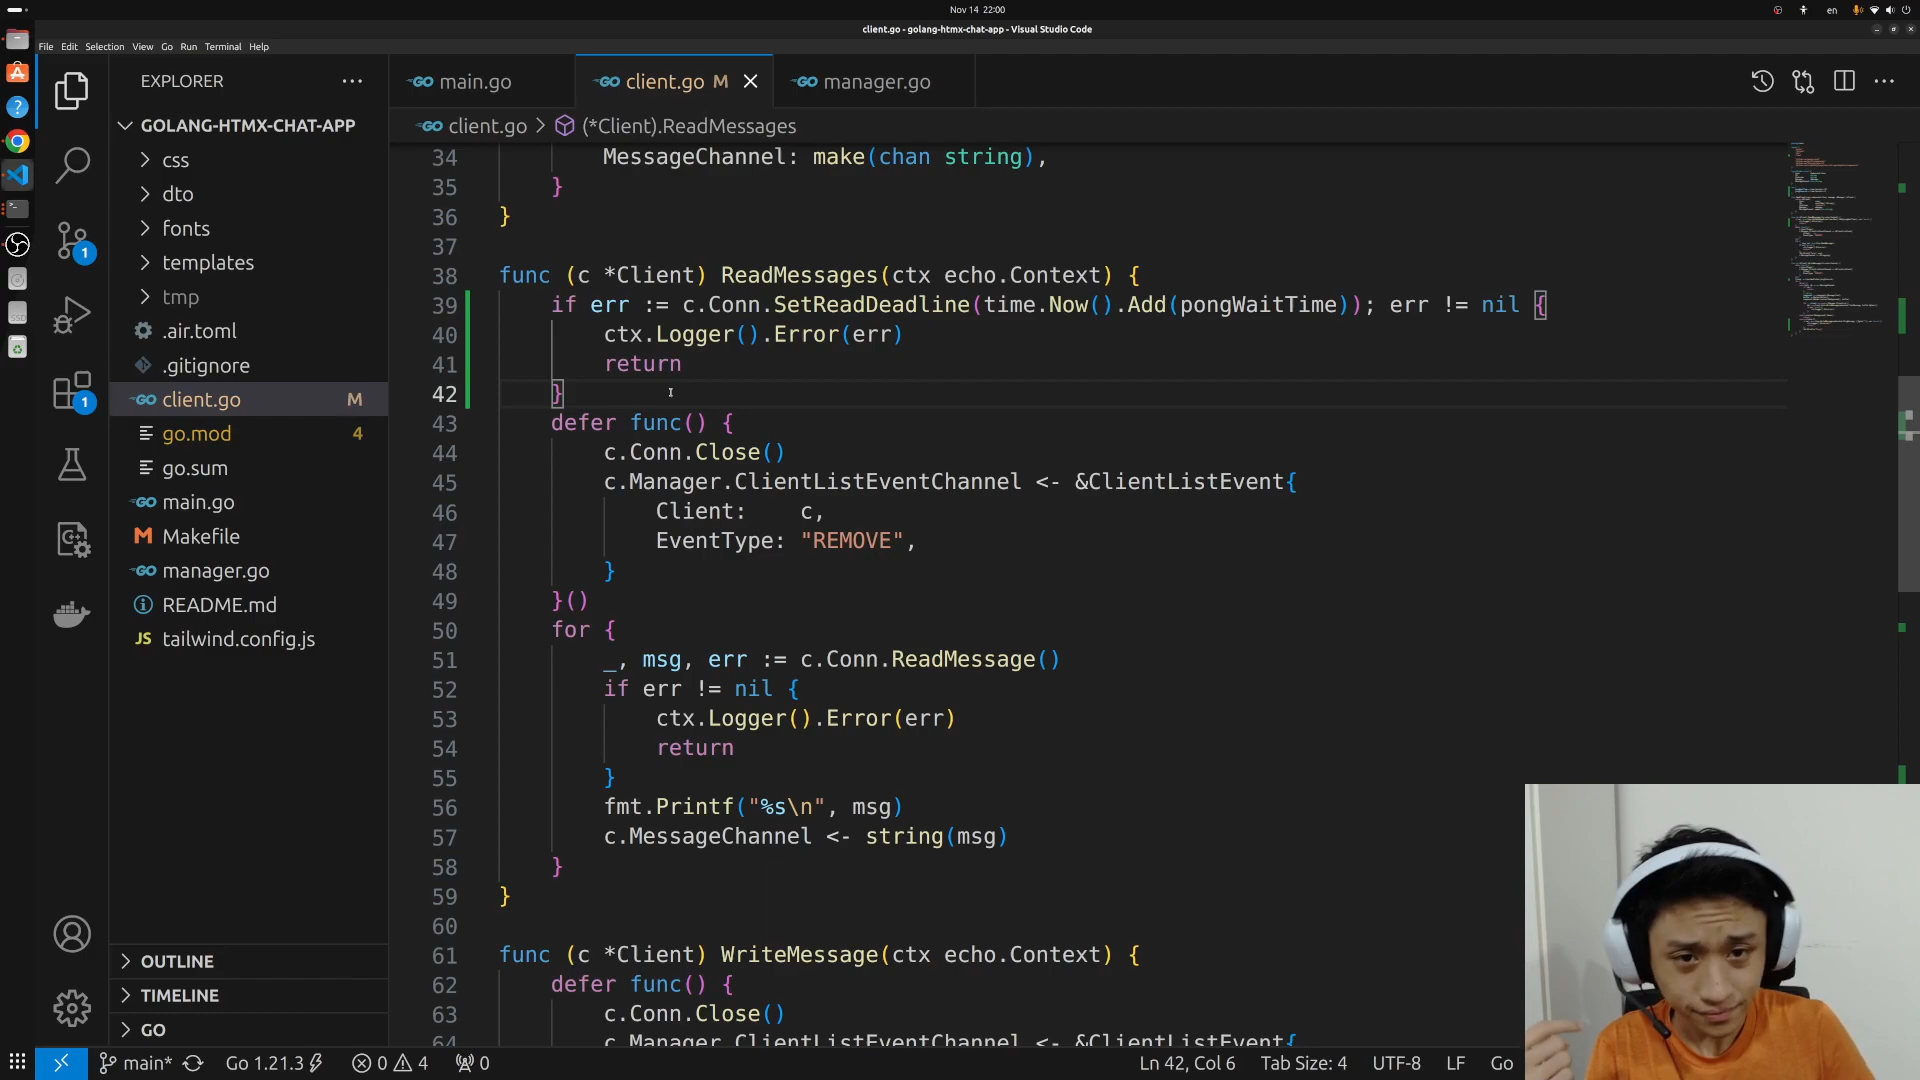 Nov 14 22:00
en
client.go - golang-htmx-chat-app - Visual Studio Code
File Edit Selection View Go Run Terminal Help
EXPLORER
GOLANG-HTMX-CHAT-APP
css
dto
fonts
templates
tmp
.air.toml
.gitignore
client.go M
go.mod 4
go.sum
main.go
Makefile
manager.go
README.md
JS tailwind.config.js
OUTLINE
TIMELINE
GO
1
1
main.go
client.go M
manager.go
client.go > (*Client).ReadMessages
34 MessageChannel: make(chan string),
35 }
36 }
37
38 func (c *Client) ReadMessages(ctx echo.Context) {
39 if err := c.Conn.SetReadDeadline(time.Now().Add(pongWaitTime)); err != nil {
40 ctx.Logger().Error(err)
41 return
42 }
43 defer func() {
44 c.Conn.Close()
45 c.Manager.ClientListEventChannel <- &ClientListEvent{
46 Client: c,
47 EventType: "REMOVE",
48 }
49 }()
50 for {
51 _, msg, err := c.Conn.ReadMessage()
52 if err != nil {
53 ctx.Logger().Error(err)
54 return
55 }
56 fmt.Printf("%s\n", msg)
57 c.MessageChannel <- string(msg)
58 }
59 }
60
61 func (c *Client) WriteMessage(ctx echo.Context) {
62 defer func() {
63 c.Conn.Close()
64 c.Manager.ClientListEventChannel <- &ClientListEvent{
main* Go 1.21.3 0 4 0 Ln 42, Col 6 Tab Size: 4 UTF-8 LF Go